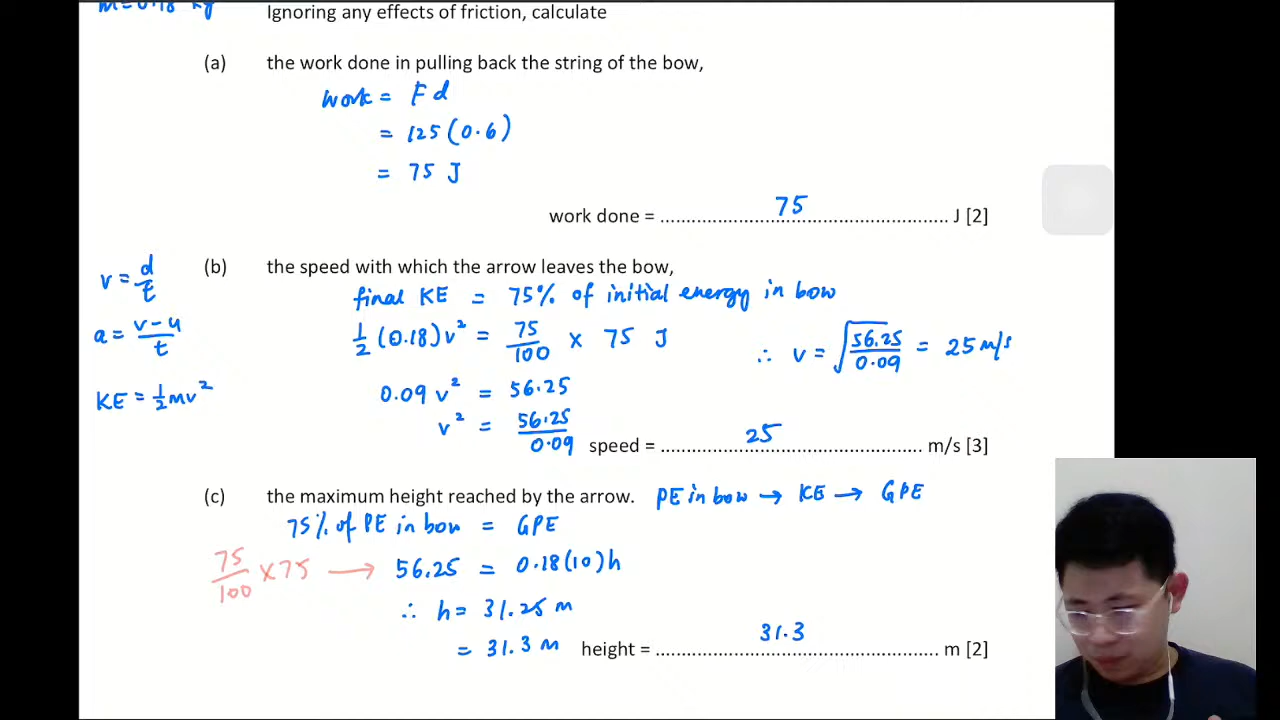 m = 0.18 kg
Ignoring any effects of friction, calculate
(a) the work done in pulling back the string of the bow,
Work = F d
= 125 (0.6)
= 75 J
work done = ........ 75 ........ J [2]
v = d/t
(b) the speed with which the arrow leaves the bow,
final KE = 75% of initial energy in bow
a = (v - u)/t
½ (0.18) v² = 75/100 × 75 J
∴ v = √(56.25/0.09) = 25 m/s
KE = ½mv²
0.09 v² = 56.25
v² = 56.25/0.09
speed = ........ 25 ........ m/s [3]
(c) the maximum height reached by the arrow. PE in bow → KE → GPE
75% of PE in bow = GPE
75/100 × 75 → 56.25 = 0.18(10)h
∴ h = 31.25 m
= 31.3 m
height = ........ 31.3 ........ m [2]